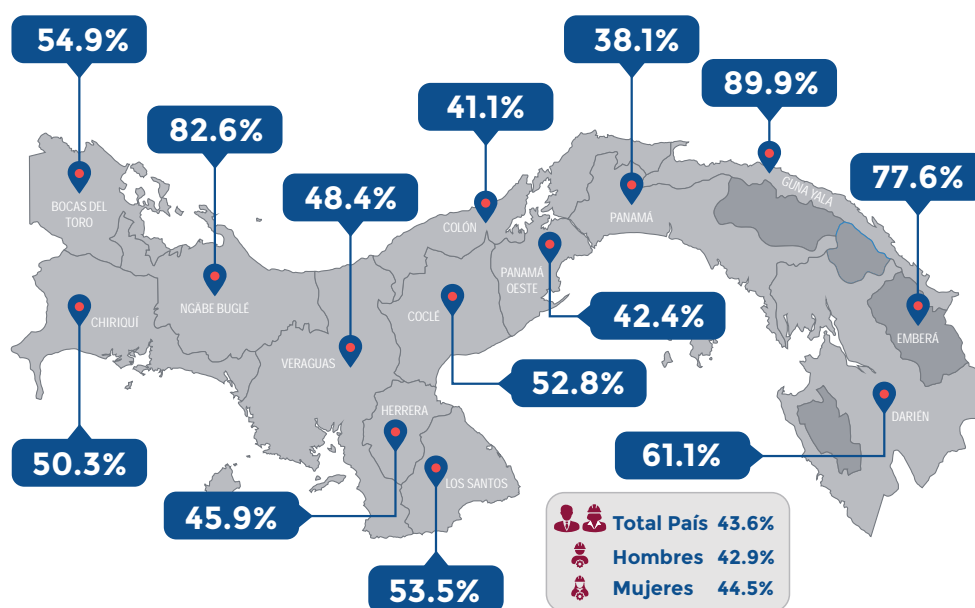 54.9%
38.1%
89.9%
41.1%
82.6%
77.6%
48.4%
GUNA YALA
BOCAS DEL
TORO
PANAMÁ
COLÓN
PANAMÁ
OESTE
NGÄBE BUGLÉ
CHIRIQUÍ
COCLÉ
42.4%
EMBERÁ
VERAGUAS
52.8%
HERRERA
DARIÉN
50.3%
61.1%
LOS SANTOS
45.9%
53.5%
Total País 43.6%
Hombres 42.9%
Mujeres 44.5%